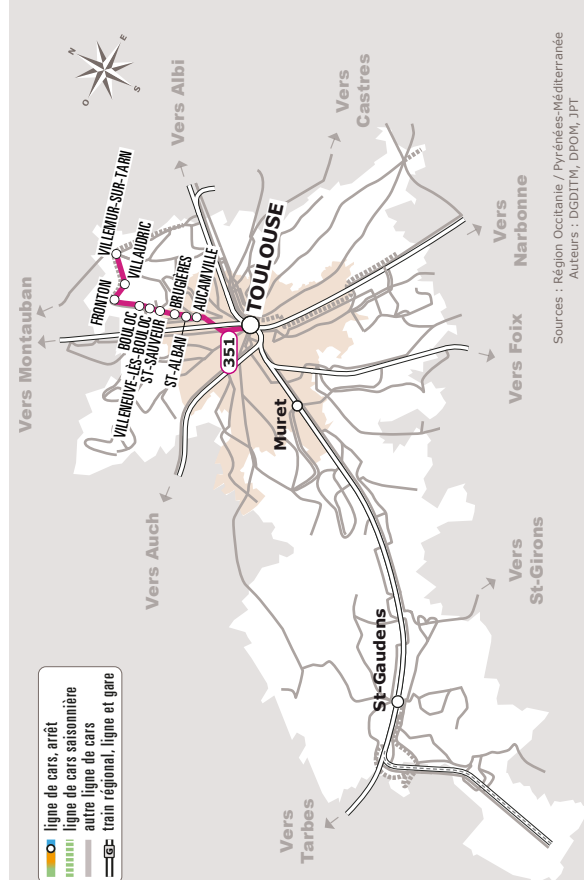 ligne de cars, arrêt
ligne de cars saisonnière
autre ligne de cars
G train régional, ligne et gare
Vers Montauban
Vers Albi
Vers
Castres
Vers
Narbonne
Vers Foix
Vers
St-Girons
Vers
Tarbes
Vers Auch
N
E
S
O
VILLEMUR-SUR-TARN
VILLAUDRIC
FRONTON
BOULOC
VILLENEUVE-LÈS-BOULOC
ST-SAUVEUR
BRUGIÈRES
ST-ALBAN
AUCAMVILLE
TOULOUSE
351
Muret
St-Gaudens
Sources : Région Occitanie / Pyrénées-Méditerranée
Auteurs : DGDITM, DPOM, JPT